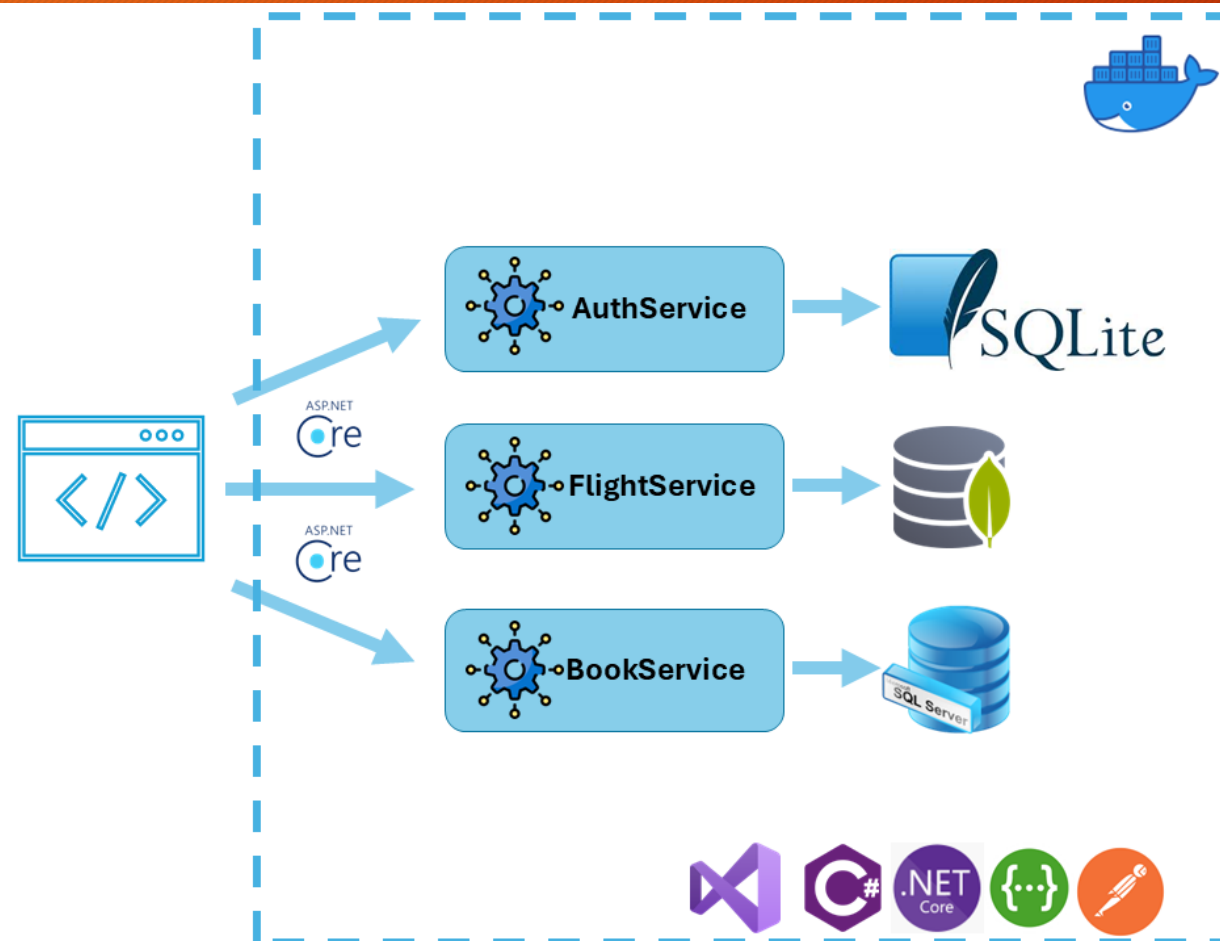 AuthService
SQLite
ASP.NET
Core
FlightService
ASP.NET
Core
BookService
SQL Server
C#
.NET
Core
{...}